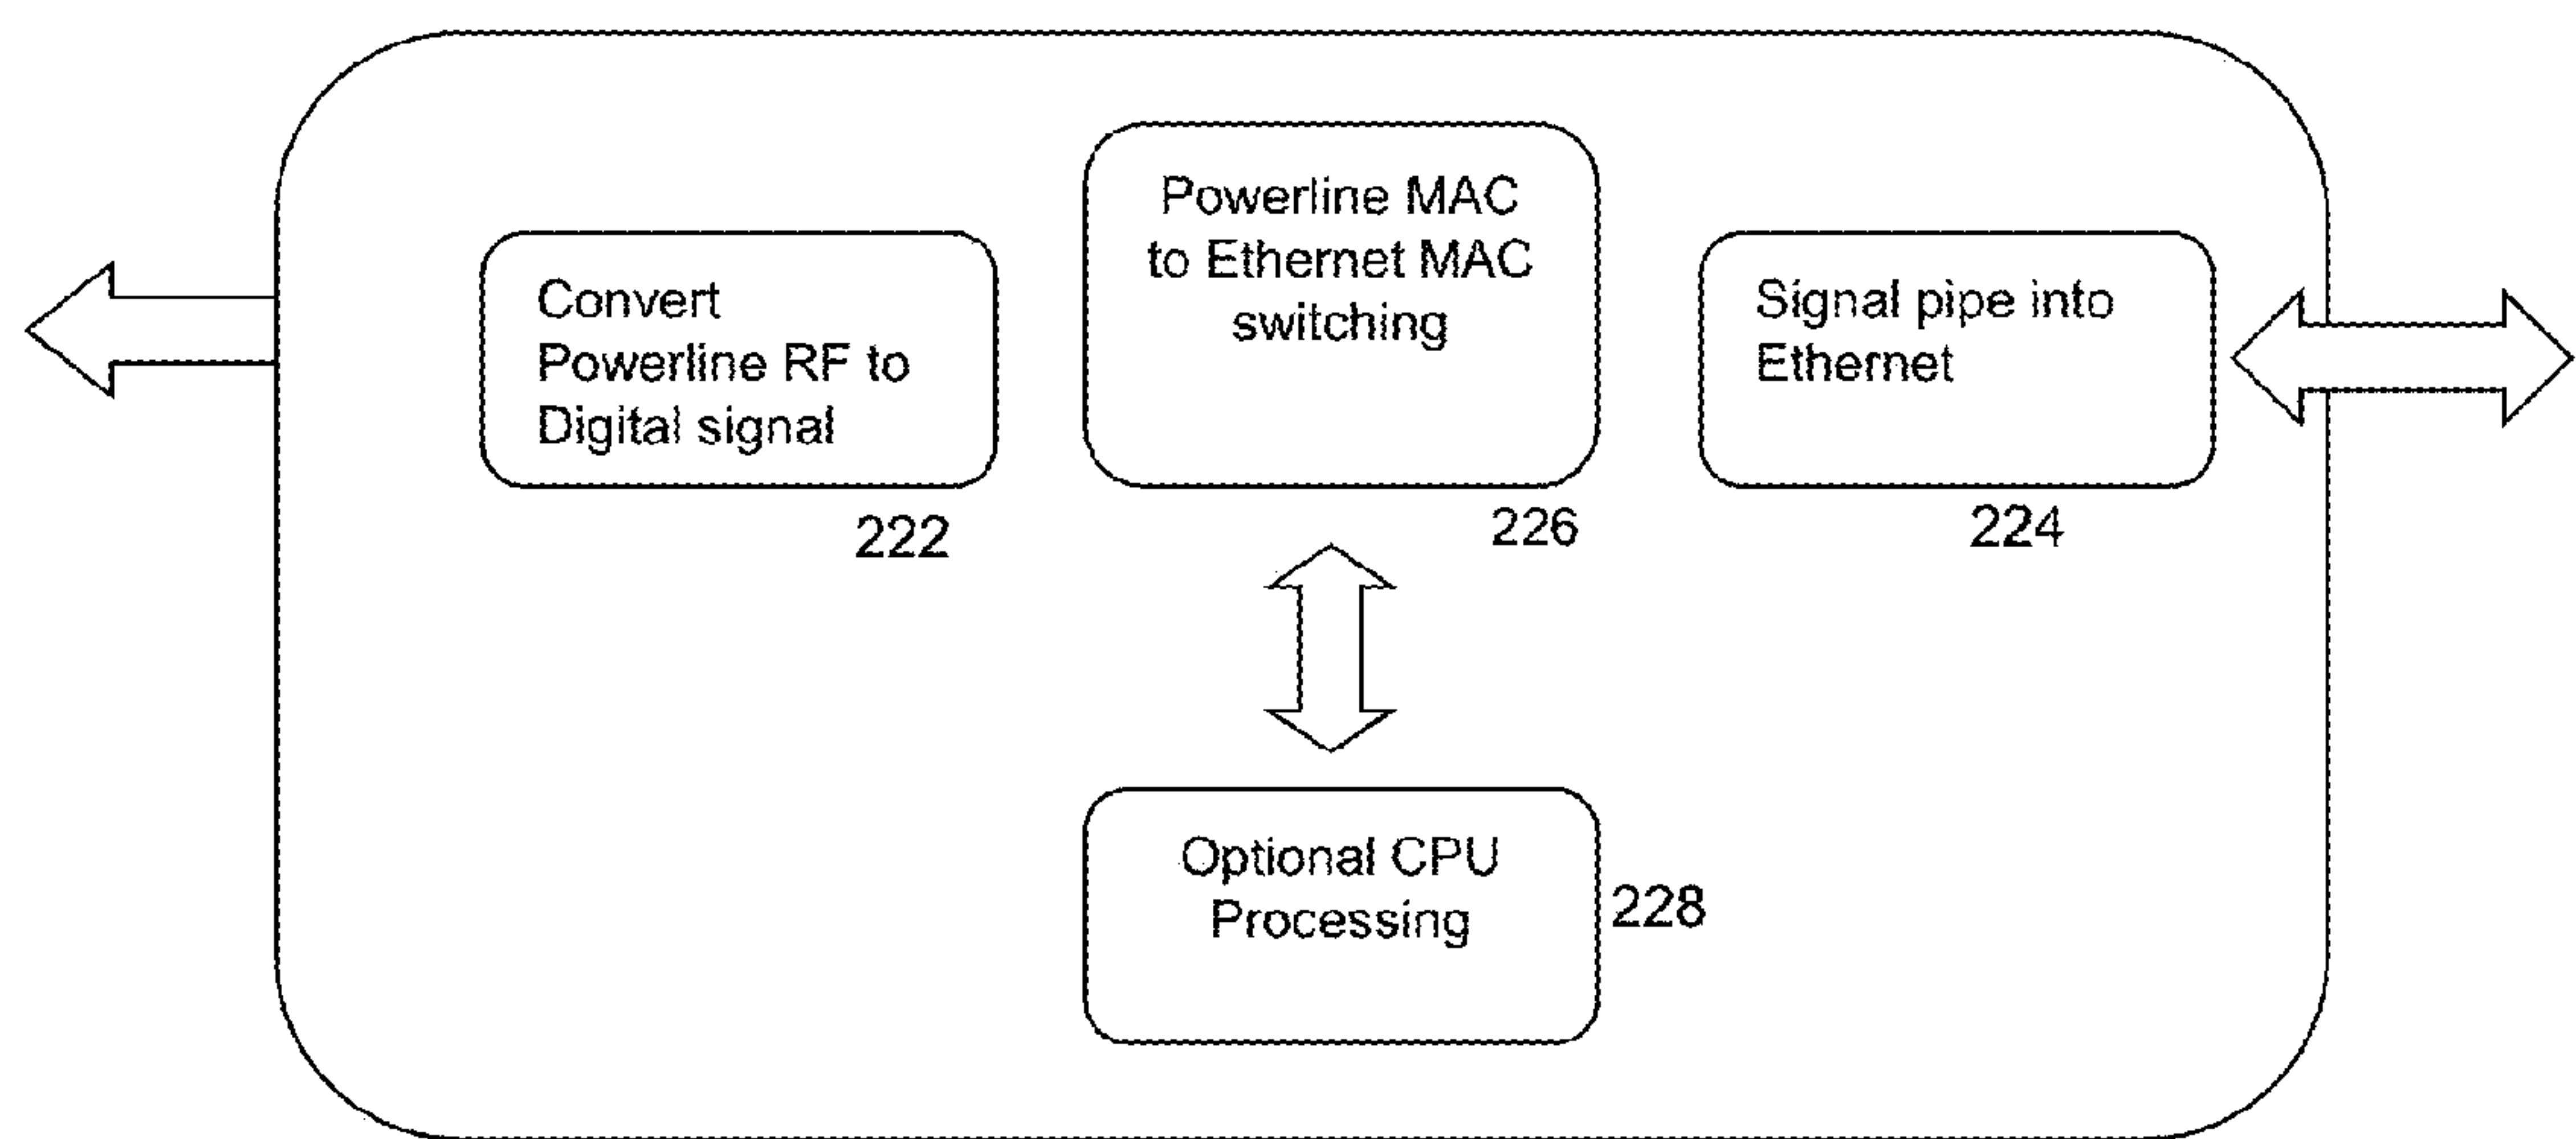 Convert
Powerline RF to
Digital signal
222
Powerline MAC
to Ethernet MAC
switching
226
Signal pipe into
Ethernet
224
Optional CPU
Processing
228